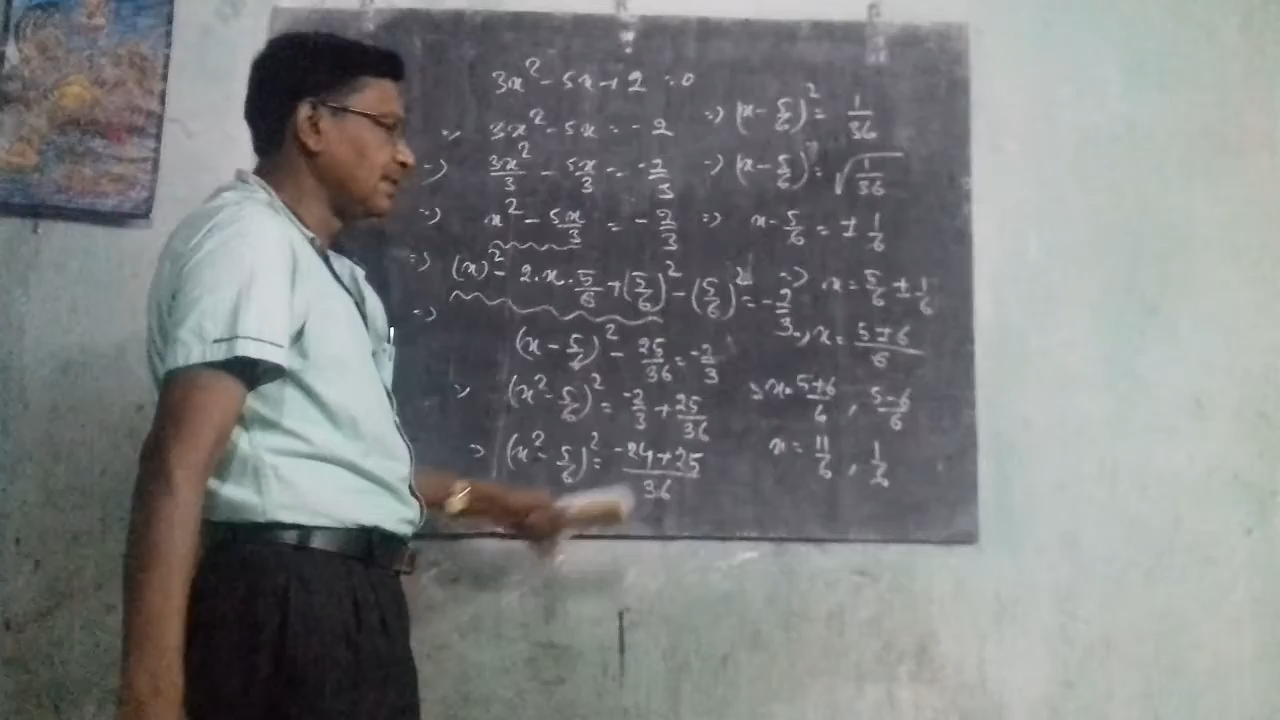 3x² - 5x + 2 = 0
⇒ 3x² - 5x = - 2
⇒ 3x²/3 - 5x/3 = -2/3
⇒ x² - 5x/3 = - 2/3
⇒ (x)² - 2.x.5/6 + (5/6)² - (5/6)² = -2/3
⇒ (x - 5/6)² - 25/36 = -2/3
⇒ (x² - 5/6)² = -2/3 + 25/36
⇒ (x² - 5/6)² = -24+25/36
⇒ (x - 5/6)² = 1/36
⇒ (x - 5/6)² = √1/36
⇒ x - 5/6 = ± 1/6
⇒ x = 5/6 ± 1/6
⇒ x = 5±6/6
⇒ x = 5+6/6 , 5-6/6
x = 11/6 , 1/6